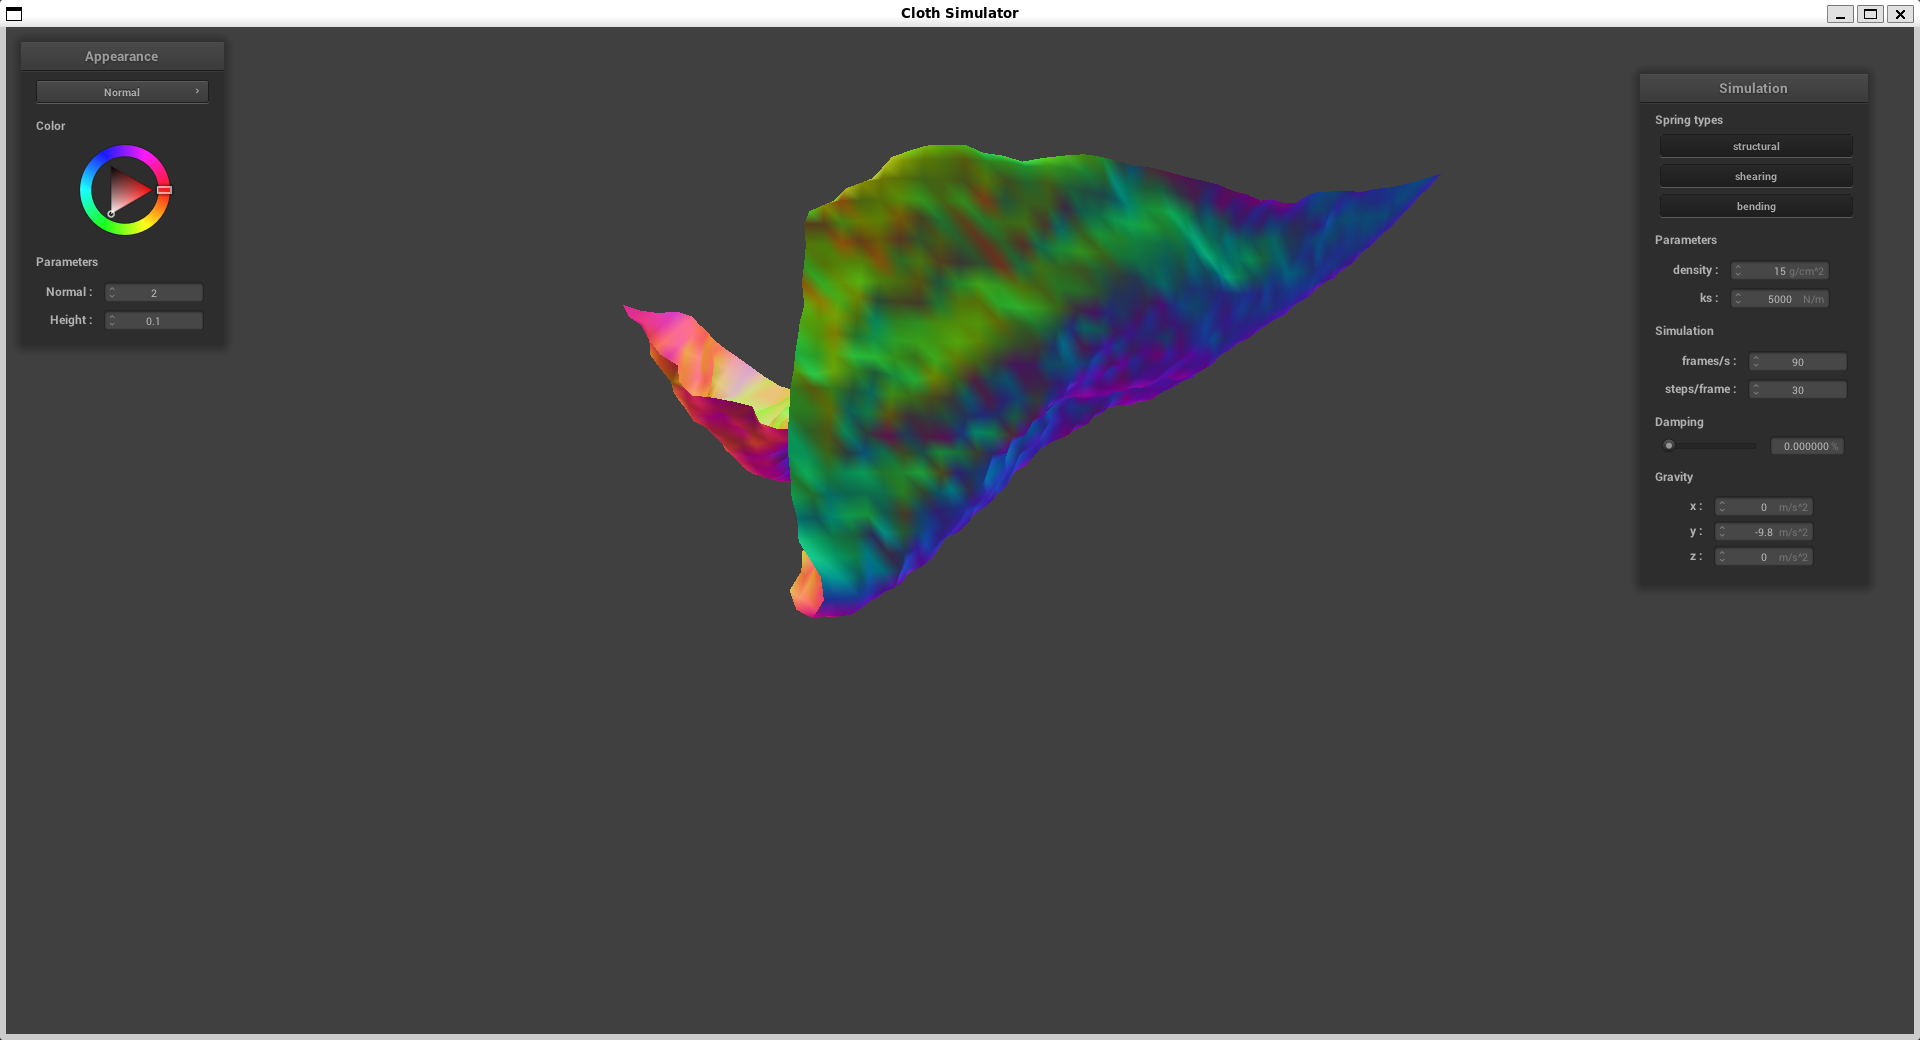 Cloth Simulator
Appearance
Normal
Color
Parameters
Normal : 2
Height : 0.1
Simulation
Spring types
structural
shearing
bending
Parameters
density : 15 g/cm^2
ks : 5000 N/m
Simulation
frames/s : 90
steps/frame : 30
Damping
0.000000 %
Gravity
x : 0 m/s^2
y : -9.8 m/s^2
z : 0 m/s^2